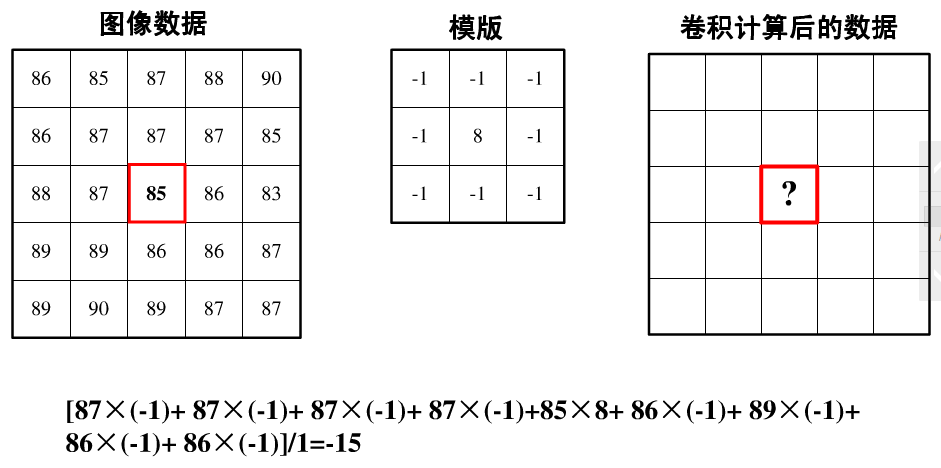 图像数据
模版
卷积计算后的数据
86 85 87 88 90
86 87 87 87 85
88 87 85 86 83
89 89 86 86 87
89 90 89 87 87
-1 -1 -1
-1 8 -1
-1 -1 -1
?
[87×(-1)+ 87×(-1)+ 87×(-1)+ 87×(-1)+85×8+ 86×(-1)+ 89×(-1)+
86×(-1)+ 86×(-1)]/1=-15